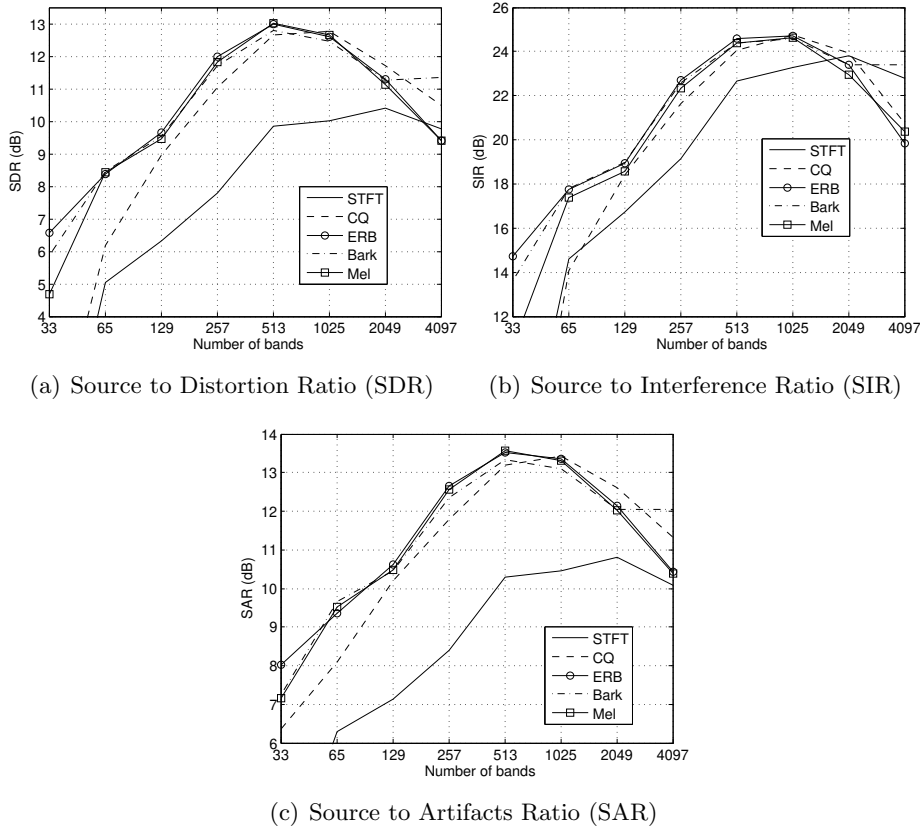 13
12
11
10
9
8
7
6
5
4
SDR (dB)
STFT
CQ
ERB
Bark
Mel
33 65 129 257 513 1025 2049 4097
Number of bands
(a) Source to Distortion Ratio (SDR)
26
24
22
20
18
16
14
12
SIR (dB)
STFT
CQ
ERB
Bark
Mel
33 65 129 257 513 1025 2049 4097
Number of bands
(b) Source to Interference Ratio (SIR)
14
13
12
11
10
9
8
7
6
SAR (dB)
STFT
CQ
ERB
Bark
Mel
33 65 129 257 513 1025 2049 4097
Number of bands
(c) Source to Artifacts Ratio (SAR)